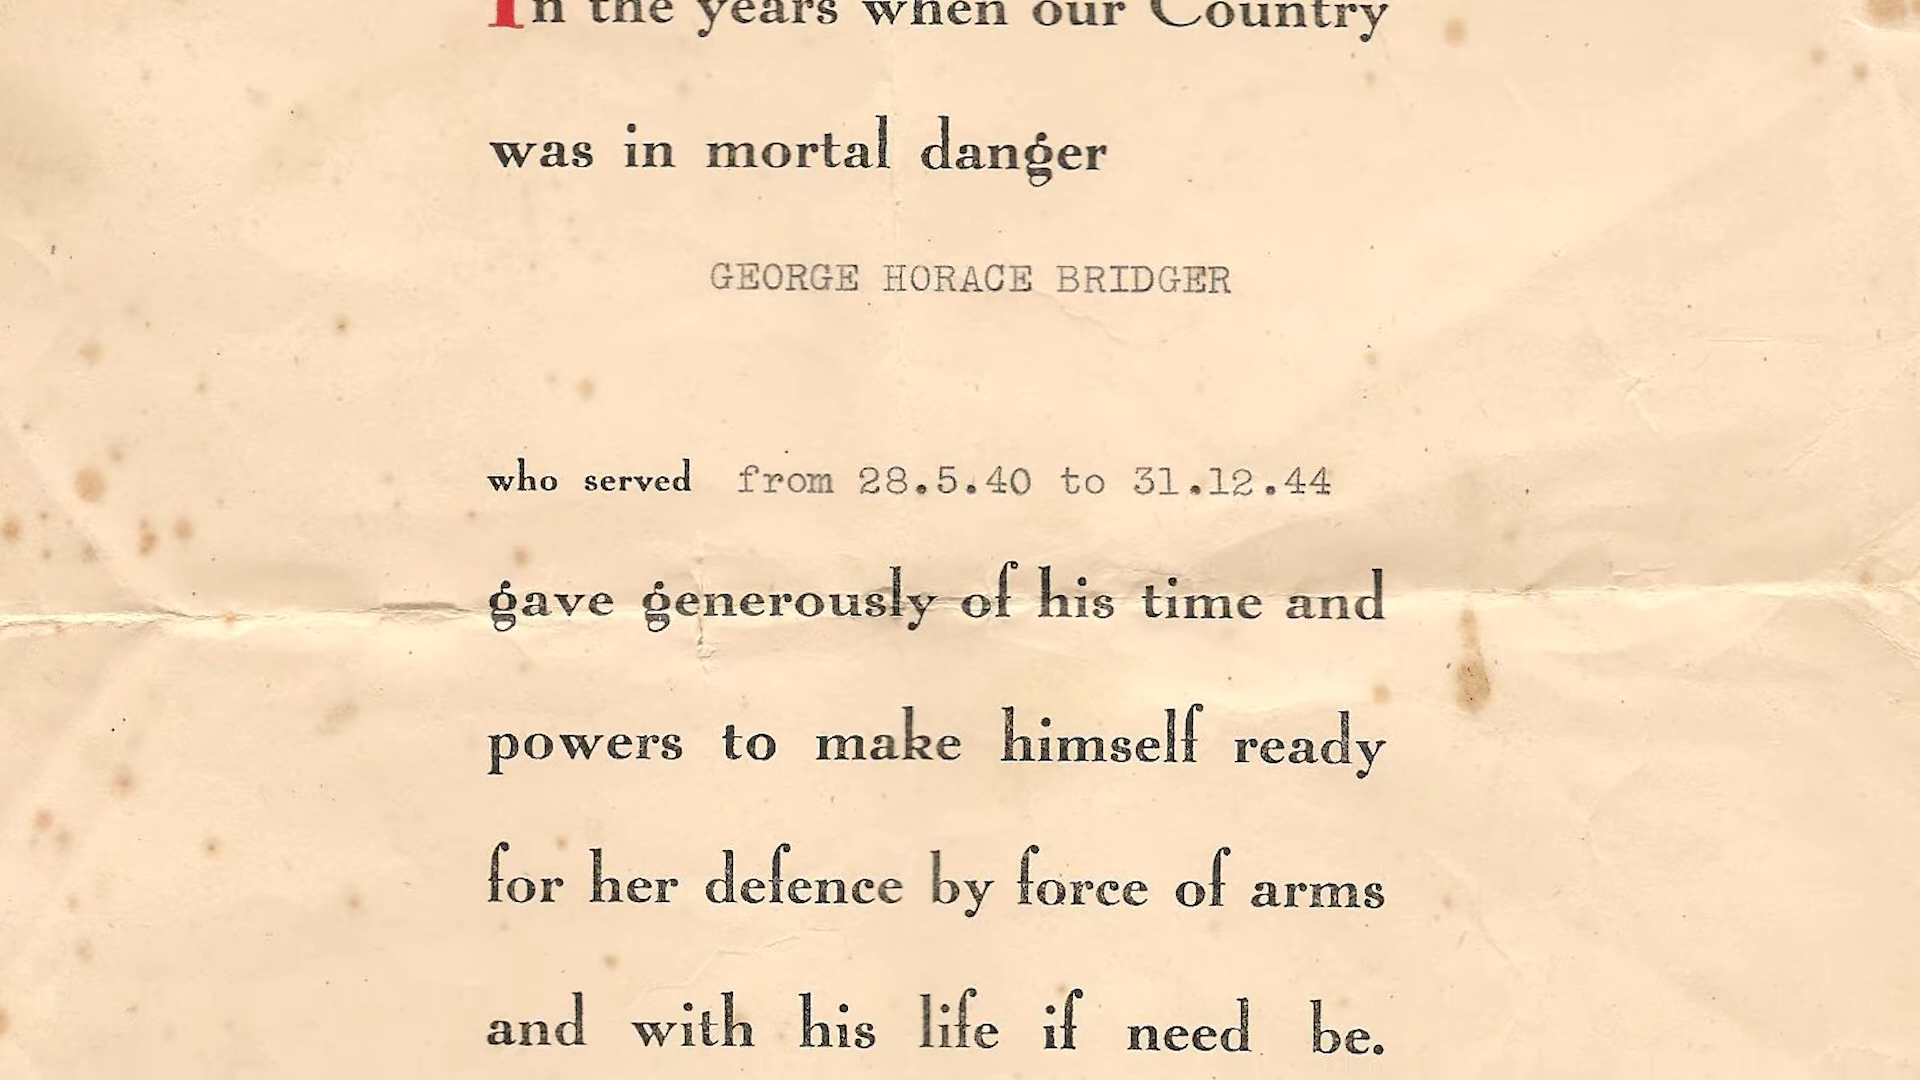 In the years when our Country
was in mortal danger
GEORGE HORACE BRIDGER
who served from 28.5.40 to 31.12.44
gave generously of his time and
powers to make himself ready
for her defence by force of arms
and with his life if need be.